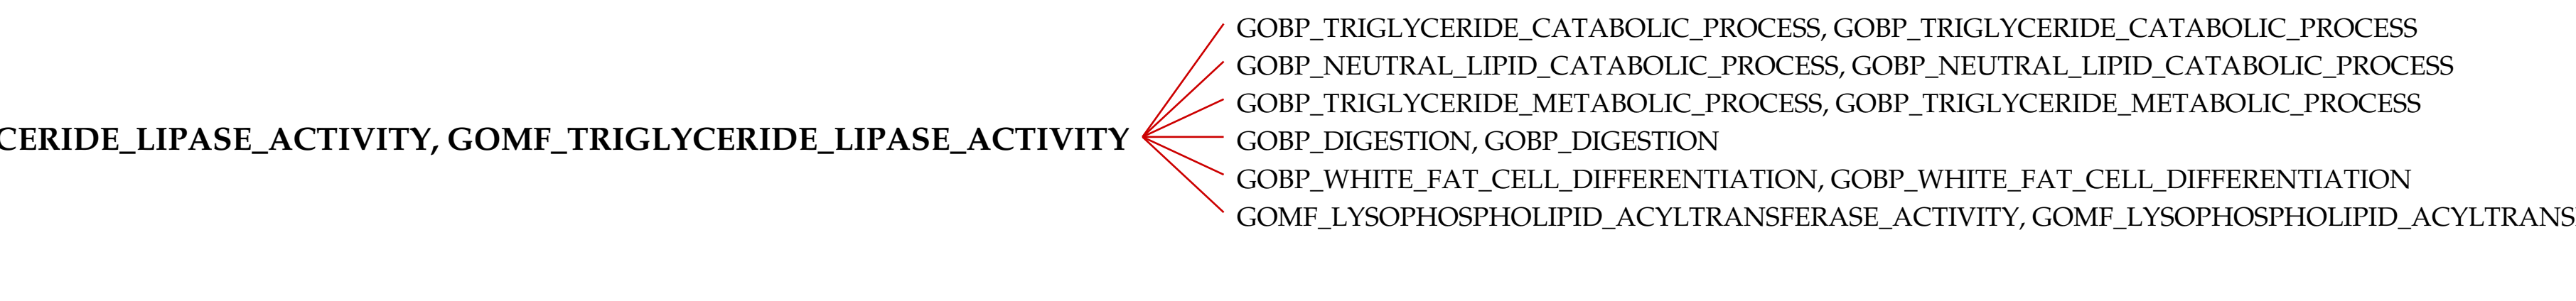 GOBP_TRIGLYCERIDE_CATABOLIC_PROCESS, GOBP_TRIGLYCERIDE_CATABOLIC_PROCESS
GOBP_NEUTRAL_LIPID_CATABOLIC_PROCESS, GOBP_NEUTRAL_LIPID_CATABOLIC_PROCESS
GOBP_TRIGLYCERIDE_METABOLIC_PROCESS, GOBP_TRIGLYCERIDE_METABOLIC_PROCESS
CERIDE_LIPASE_ACTIVITY, GOMF_TRIGLYCERIDE_LIPASE_ACTIVITY
GOBP_DIGESTION, GOBP_DIGESTION
GOBP_WHITE_FAT_CELL_DIFFERENTIATION, GOBP_WHITE_FAT_CELL_DIFFERENTIATION
GOMF_LYSOPHOSPHOLIPID_ACYLTRANSFERASE_ACTIVITY, GOMF_LYSOPHOSPHOLIPID_ACYLTRANS